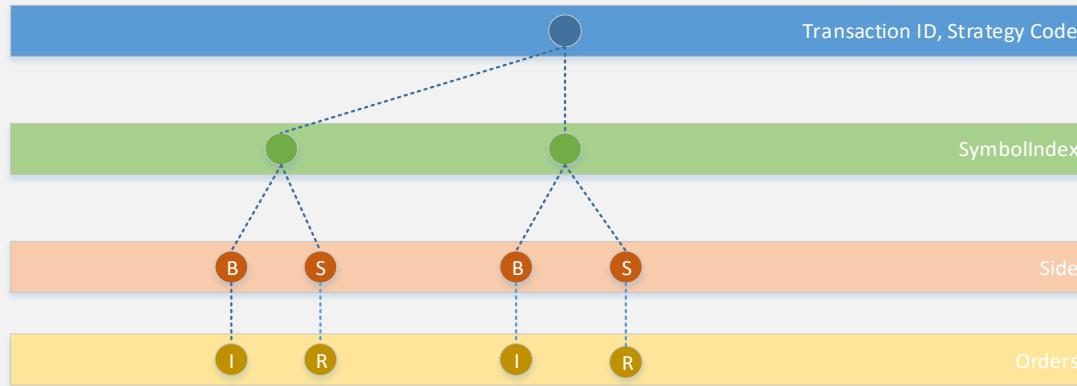 Transaction ID, Strategy Code
SymbolIndex
B S B S Side
I R I R Orders